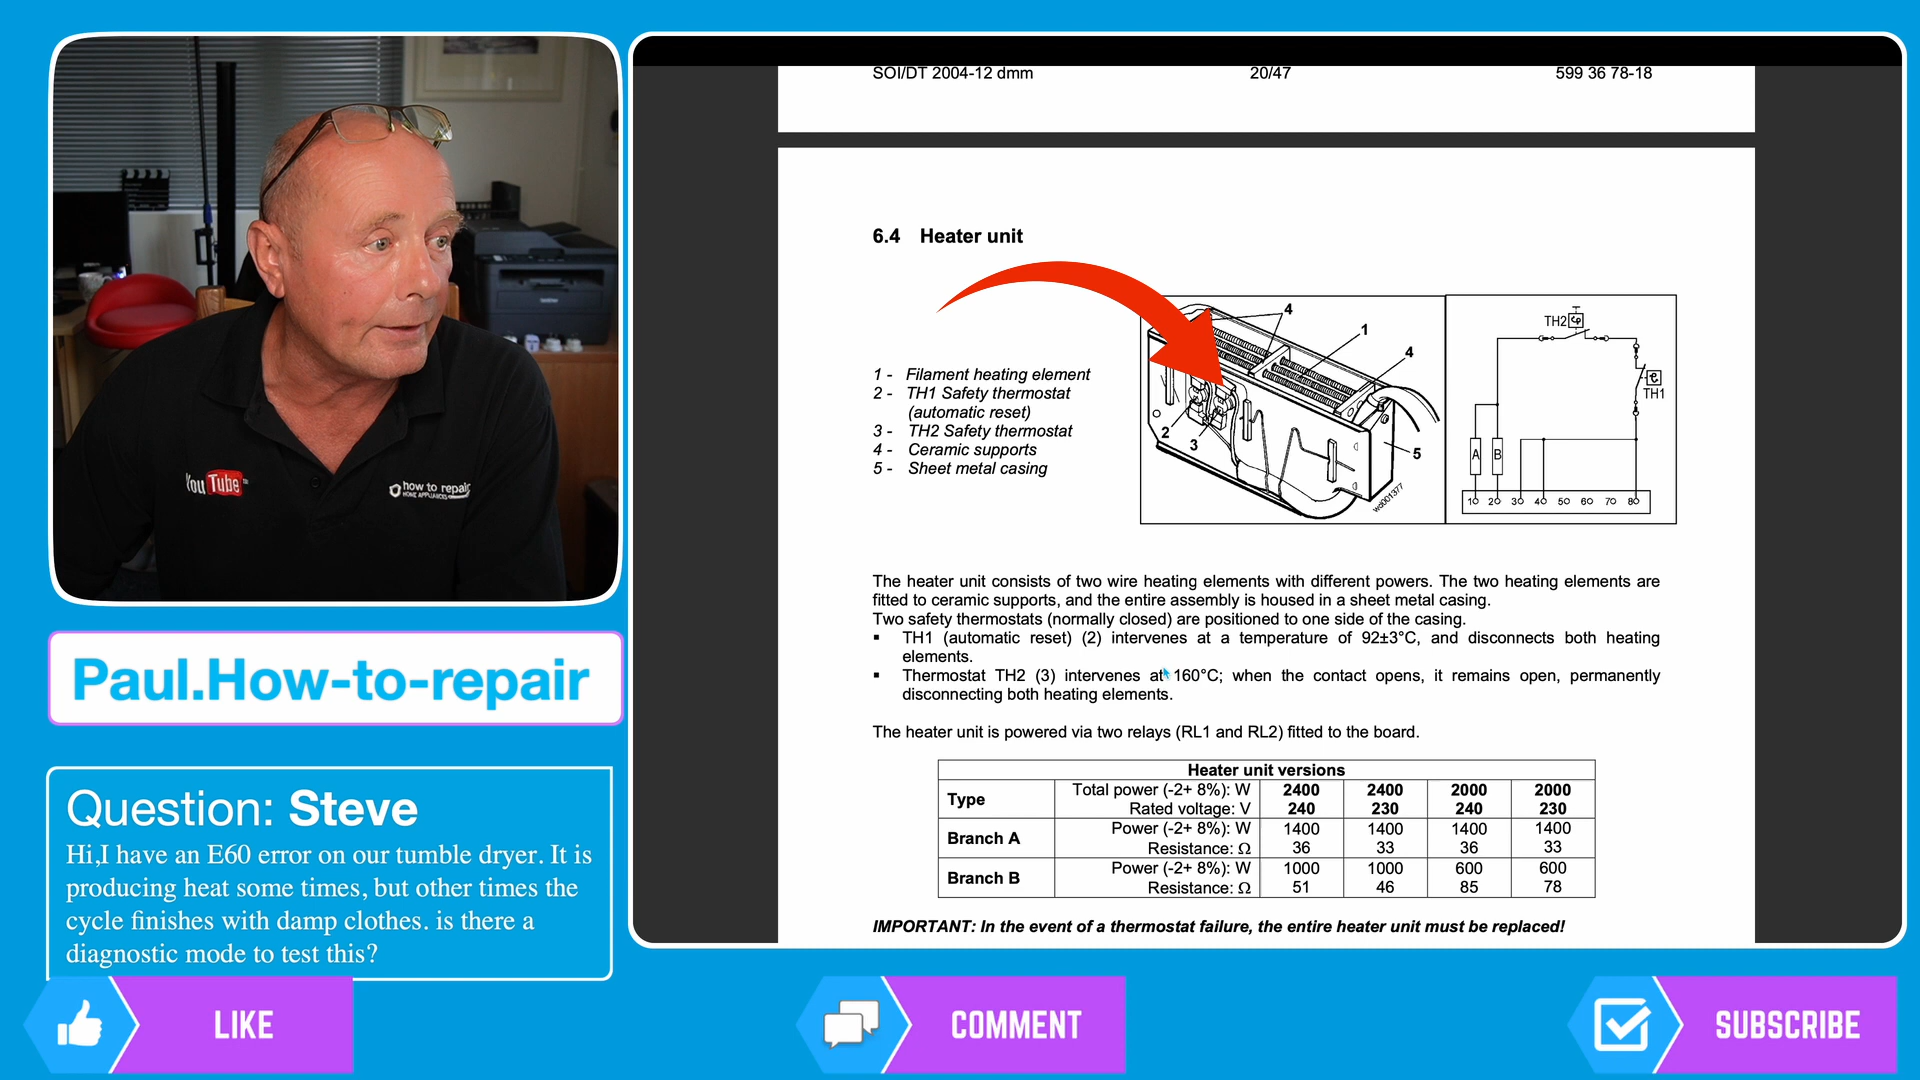 SOI/DT 2004-12 dmm 20/47 599 36 78-18
6.4 Heater unit
1 - Filament heating element
2 - TH1 Safety thermostat
(automatic reset)
3 - TH2 Safety thermostat
4 - Ceramic supports
5 - Sheet metal casing
4
1
4
2
3
5
wd001377
TH2
TH1
A B
1 2 3 4 5 6 7 8
The heater unit consists of two wire heating elements with different powers. The two heating elements are
fitted to ceramic supports, and the entire assembly is housed in a sheet metal casing.
Two safety thermostats (normally closed) are positioned to one side of the casing.
▪ TH1 (automatic reset) (2) intervenes at a temperature of 92±3°C, and disconnects both heating
elements.
▪ Thermostat TH2 (3) intervenes at 160°C; when the contact opens, it remains open, permanently
disconnecting both heating elements.
The heater unit is powered via two relays (RL1 and RL2) fitted to the board.
Heater unit versions
Type Total power (-2+ 8%): W 2400 2400 2000 2000
Rated voltage: V 240 230 240 230
Branch A Power (-2+ 8%): W 1400 1400 1400 1400
Resistance: Ω 36 33 36 33
Branch B Power (-2+ 8%): W 1000 1000 600 600
Resistance: Ω 51 46 85 78
IMPORTANT: In the event of a thermostat failure, the entire heater unit must be replaced!
YouTube
how to repair
HOME APPLIANCES
brother
Paul.How-to-repair
Question: Steve
Hi,I have an E60 error on our tumble dryer. It is
producing heat some times, but other times the
cycle finishes with damp clothes. is there a
diagnostic mode to test this?
LIKE
COMMENT
SUBSCRIBE